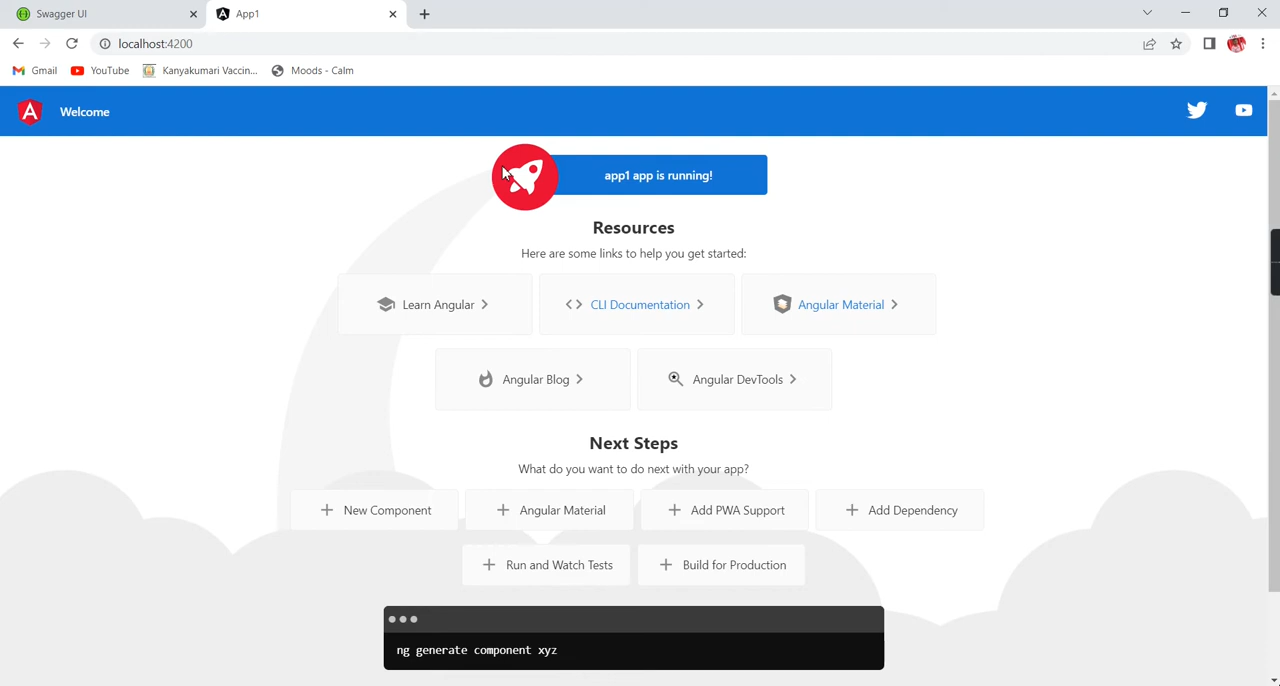 Swagger UI
App1
localhost:4200
Gmail
YouTube
Kanyakumari Vaccin...
Moods - Calm
Welcome
app1 app is running!
Resources
Here are some links to help you get started:
Learn Angular
CLI Documentation
Angular Material
Angular Blog
Angular DevTools
Next Steps
What do you want to do next with your app?
New Component
Angular Material
Add PWA Support
Add Dependency
Run and Watch Tests
Build for Production
ng generate component xyz